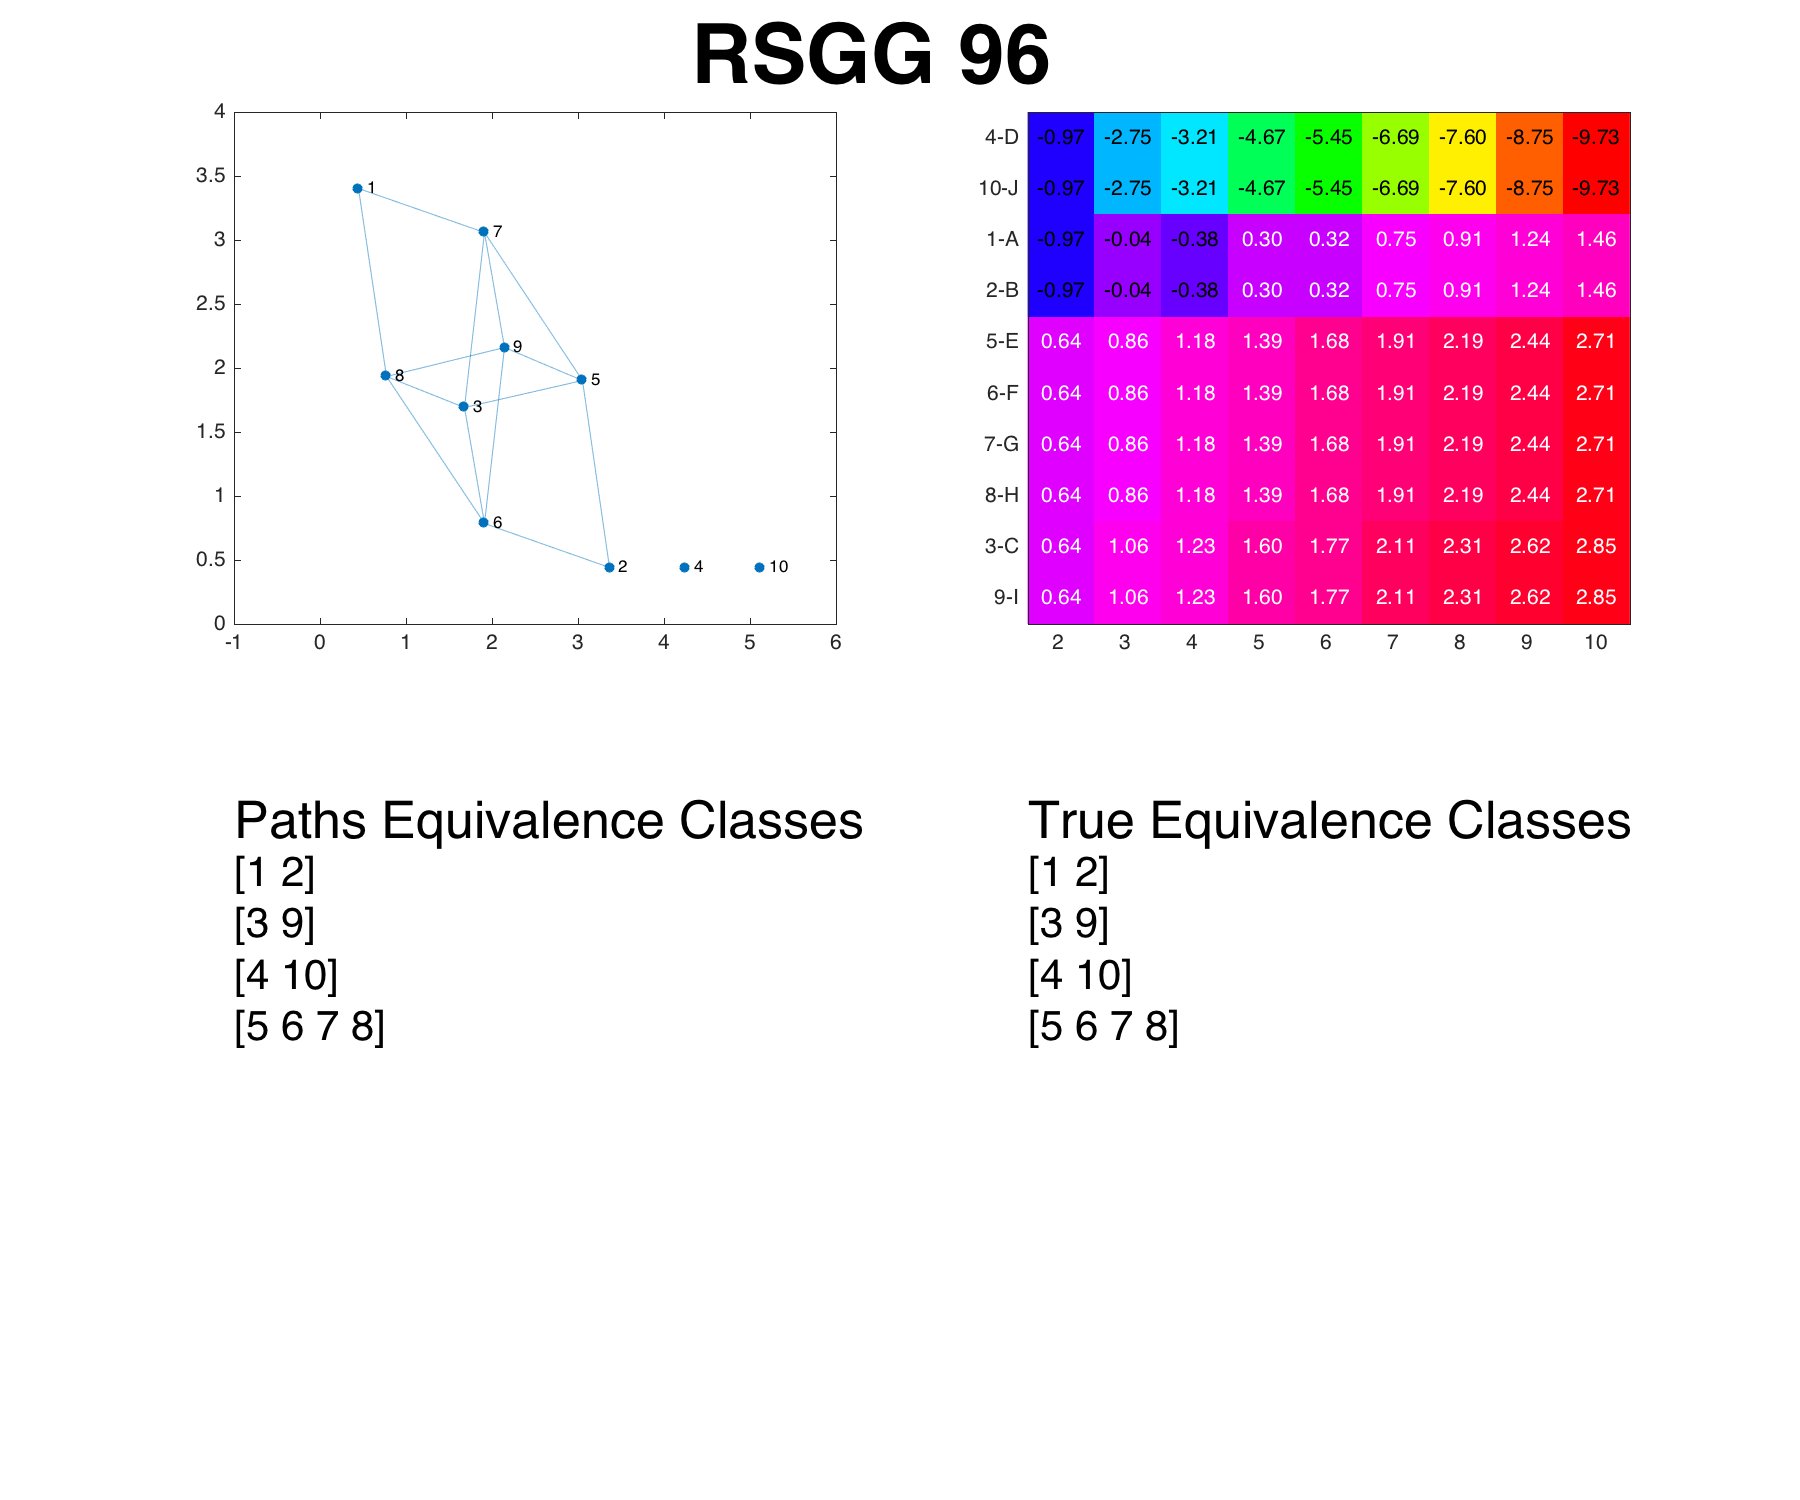 RSGG 96
4
3.5
3
2.5
2
1.5
1
0.5
0
-1 0 1 2 3 4 5 6
1
7
9
8
5
3
6
2 4 10
4-D -0.97 -2.75 -3.21 -4.67 -5.45 -6.69 -7.60 -8.75 -9.73
10-J -0.97 -2.75 -3.21 -4.67 -5.45 -6.69 -7.60 -8.75 -9.73
1-A -0.97 -0.04 -0.38 0.30 0.32 0.75 0.91 1.24 1.46
2-B -0.97 -0.04 -0.38 0.30 0.32 0.75 0.91 1.24 1.46
5-E 0.64 0.86 1.18 1.39 1.68 1.91 2.19 2.44 2.71
6-F 0.64 0.86 1.18 1.39 1.68 1.91 2.19 2.44 2.71
7-G 0.64 0.86 1.18 1.39 1.68 1.91 2.19 2.44 2.71
8-H 0.64 0.86 1.18 1.39 1.68 1.91 2.19 2.44 2.71
3-C 0.64 1.06 1.23 1.60 1.77 2.11 2.31 2.62 2.85
9-I 0.64 1.06 1.23 1.60 1.77 2.11 2.31 2.62 2.85
2 3 4 5 6 7 8 9 10
Paths Equivalence Classes
[1 2]
[3 9]
[4 10]
[5 6 7 8]
True Equivalence Classes
[1 2]
[3 9]
[4 10]
[5 6 7 8]